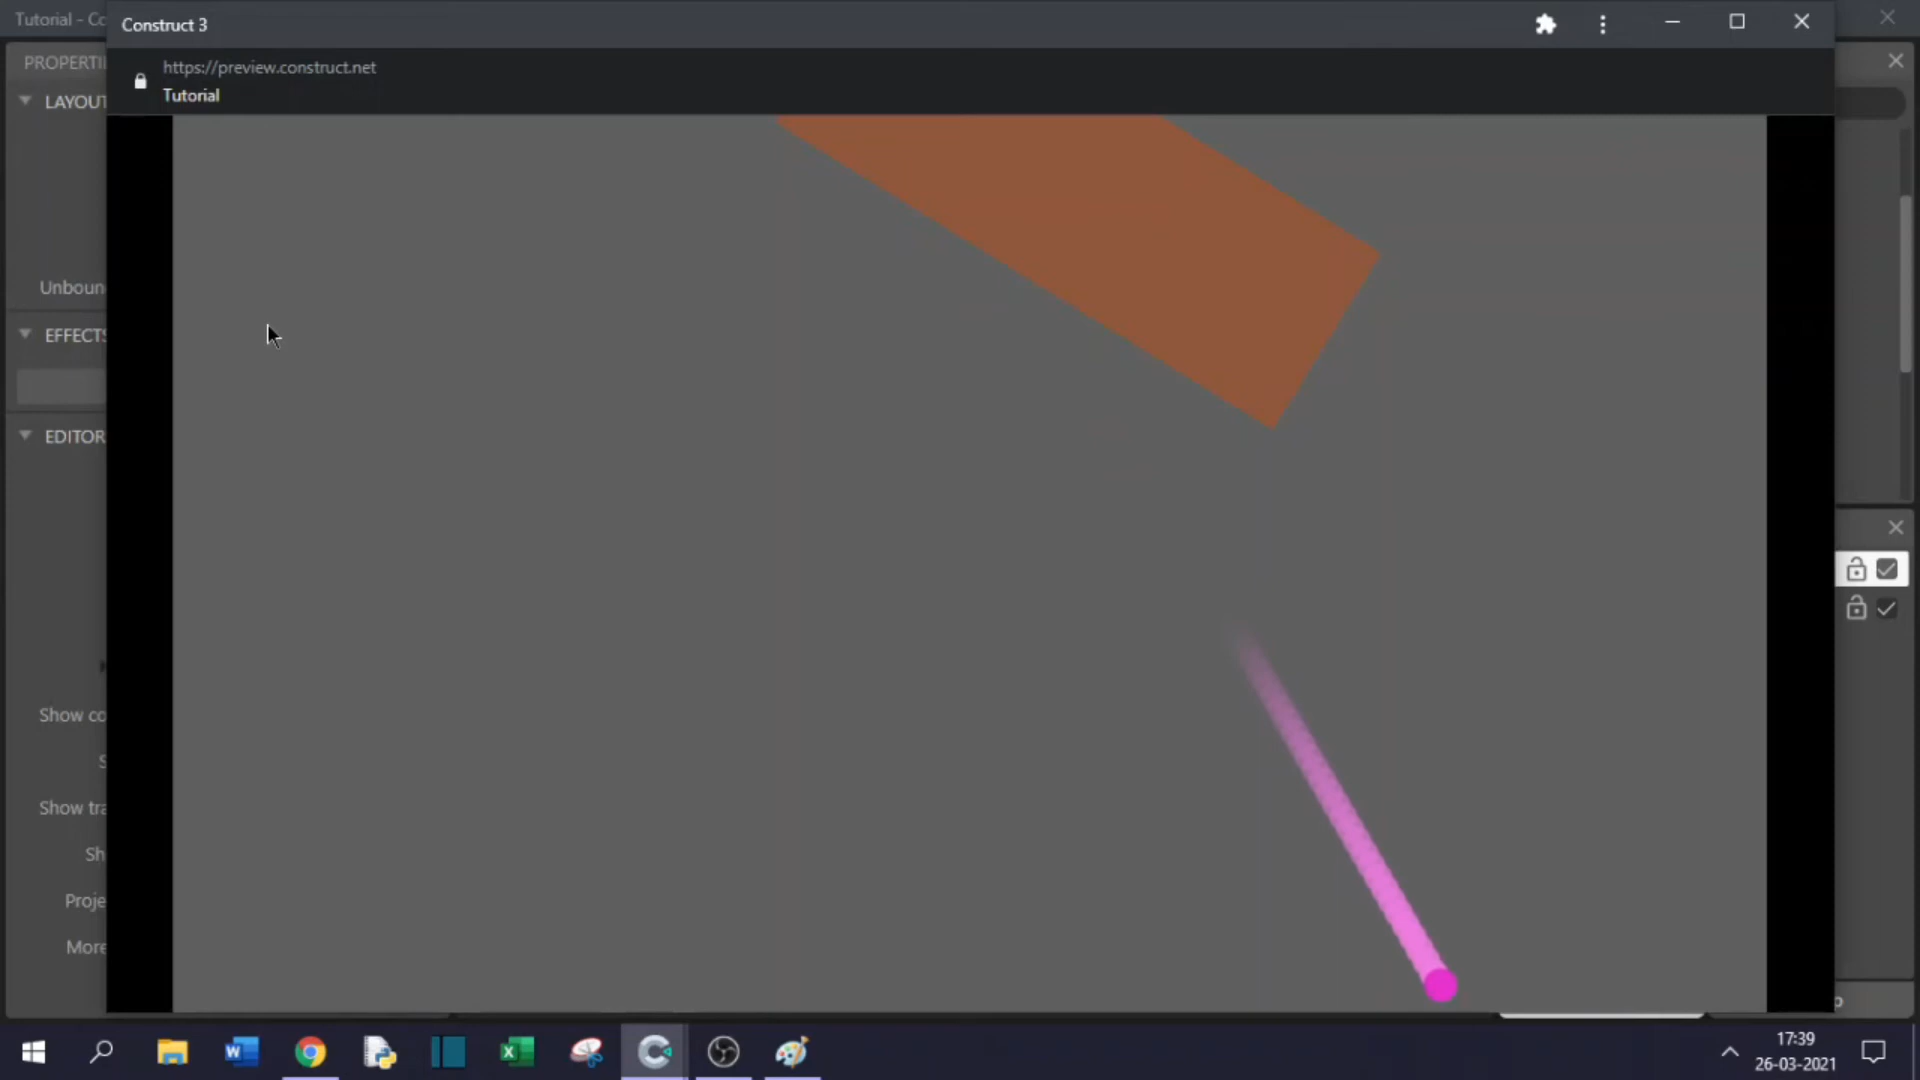 Tutorial - Co
Construct 3
https://preview.construct.net
Tutorial
PROPERTI
LAYOUT
Unboun
EFFECTS
EDITOR
Show co
S
Show tra
Sh
Proje
More
17:39
26-03-2021